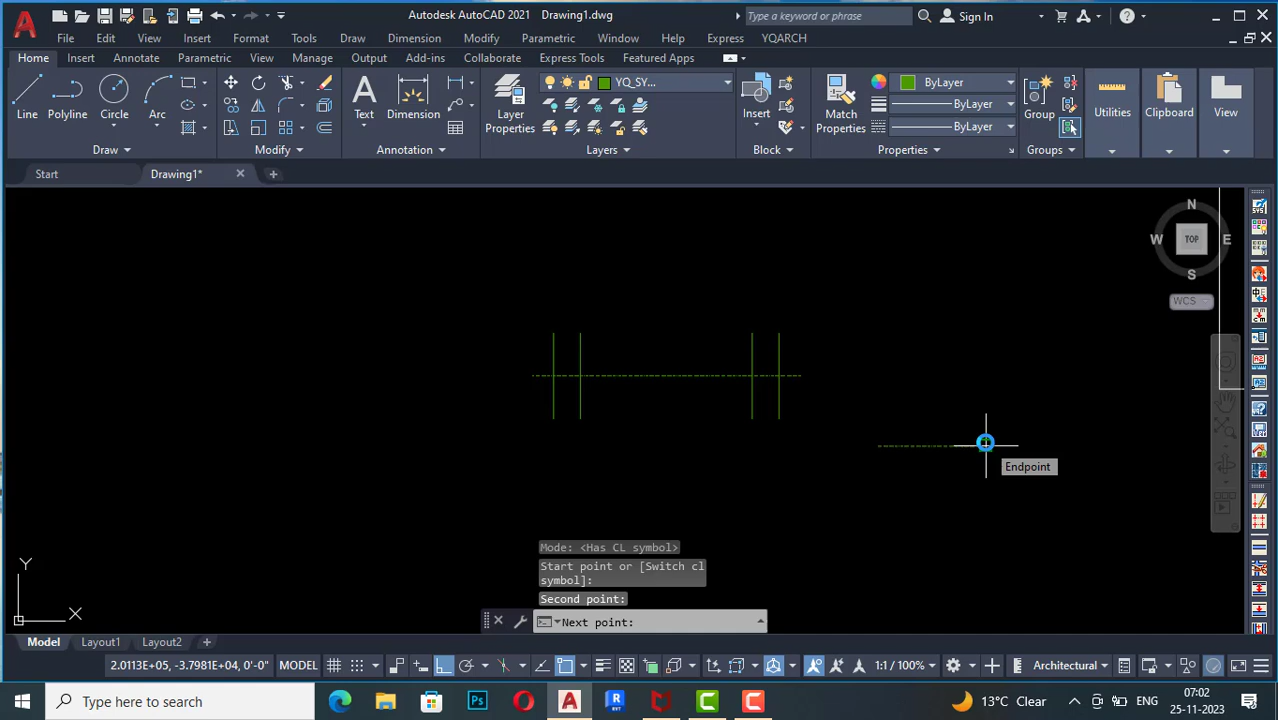 Autodesk AutoCAD 2021 Drawing1.dwg
Type a keyword or phrase
Sign In
File Edit View Insert Format Tools Draw Dimension Modify Parametric Window Help Express YQARCH
Home Insert Annotate Parametric View Manage Output Add-ins Collaborate Express Tools Featured Apps
Line Polyline Circle Arc
Text Dimension
Layer Properties
YQ_SY...
Insert
Match Properties
ByLayer
ByLayer
ByLayer
Group
Utilities
Clipboard
View
Draw Modify Annotation Layers Block Properties Groups
Start Drawing1*
N
W TOP E
S
WCS
Endpoint
Mode: <Has CL symbol>
Start point or [Switch cl
symbol]:
Second point:
Next point:
Y
X
Model Layout1 Layout2
2.0113E+05, -3.7981E+04, 0'-0" MODEL 1:1 / 100% Architectural
Type here to search
13°C Clear ENG 07:02
25-11-2023